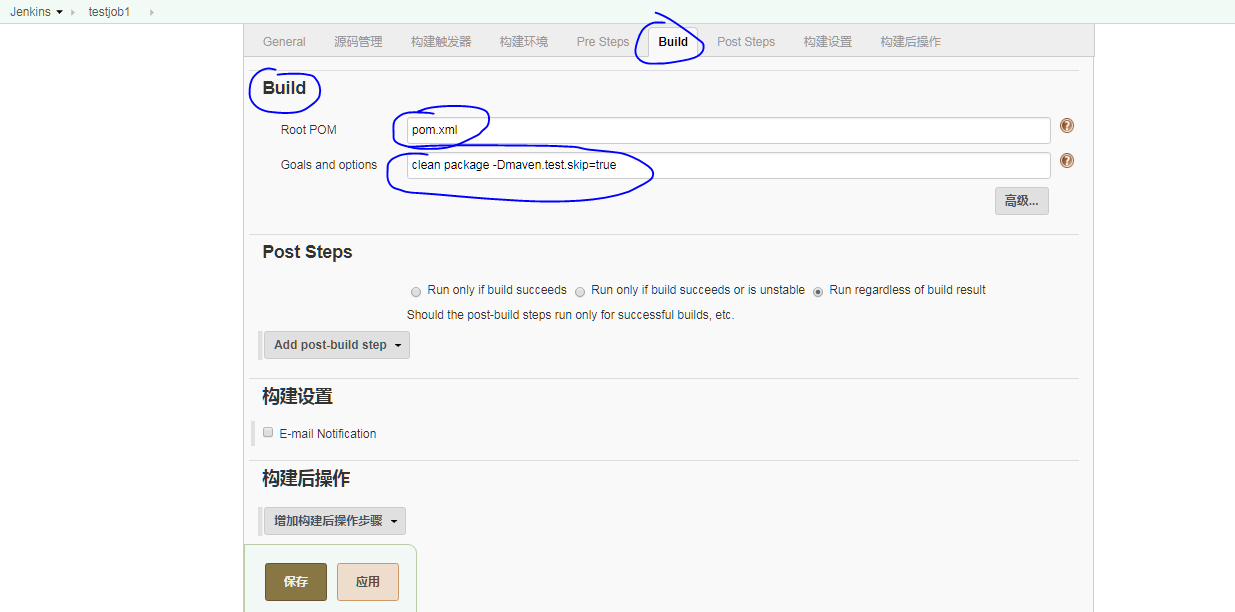 Jenkins testjob1
General 源码管理 构建触发器 构建环境 Pre Steps Build Post Steps 构建设置 构建后操作
Build
Root POM pom.xml
Goals and options clean package -Dmaven.test.skip=true
高级...
Post Steps
Run only if build succeeds Run only if build succeeds or is unstable Run regardless of build result
Should the post-build steps run only for successful builds, etc.
Add post-build step
构建设置
E-mail Notification
构建后操作
增加构建后操作步骤
保存 应用